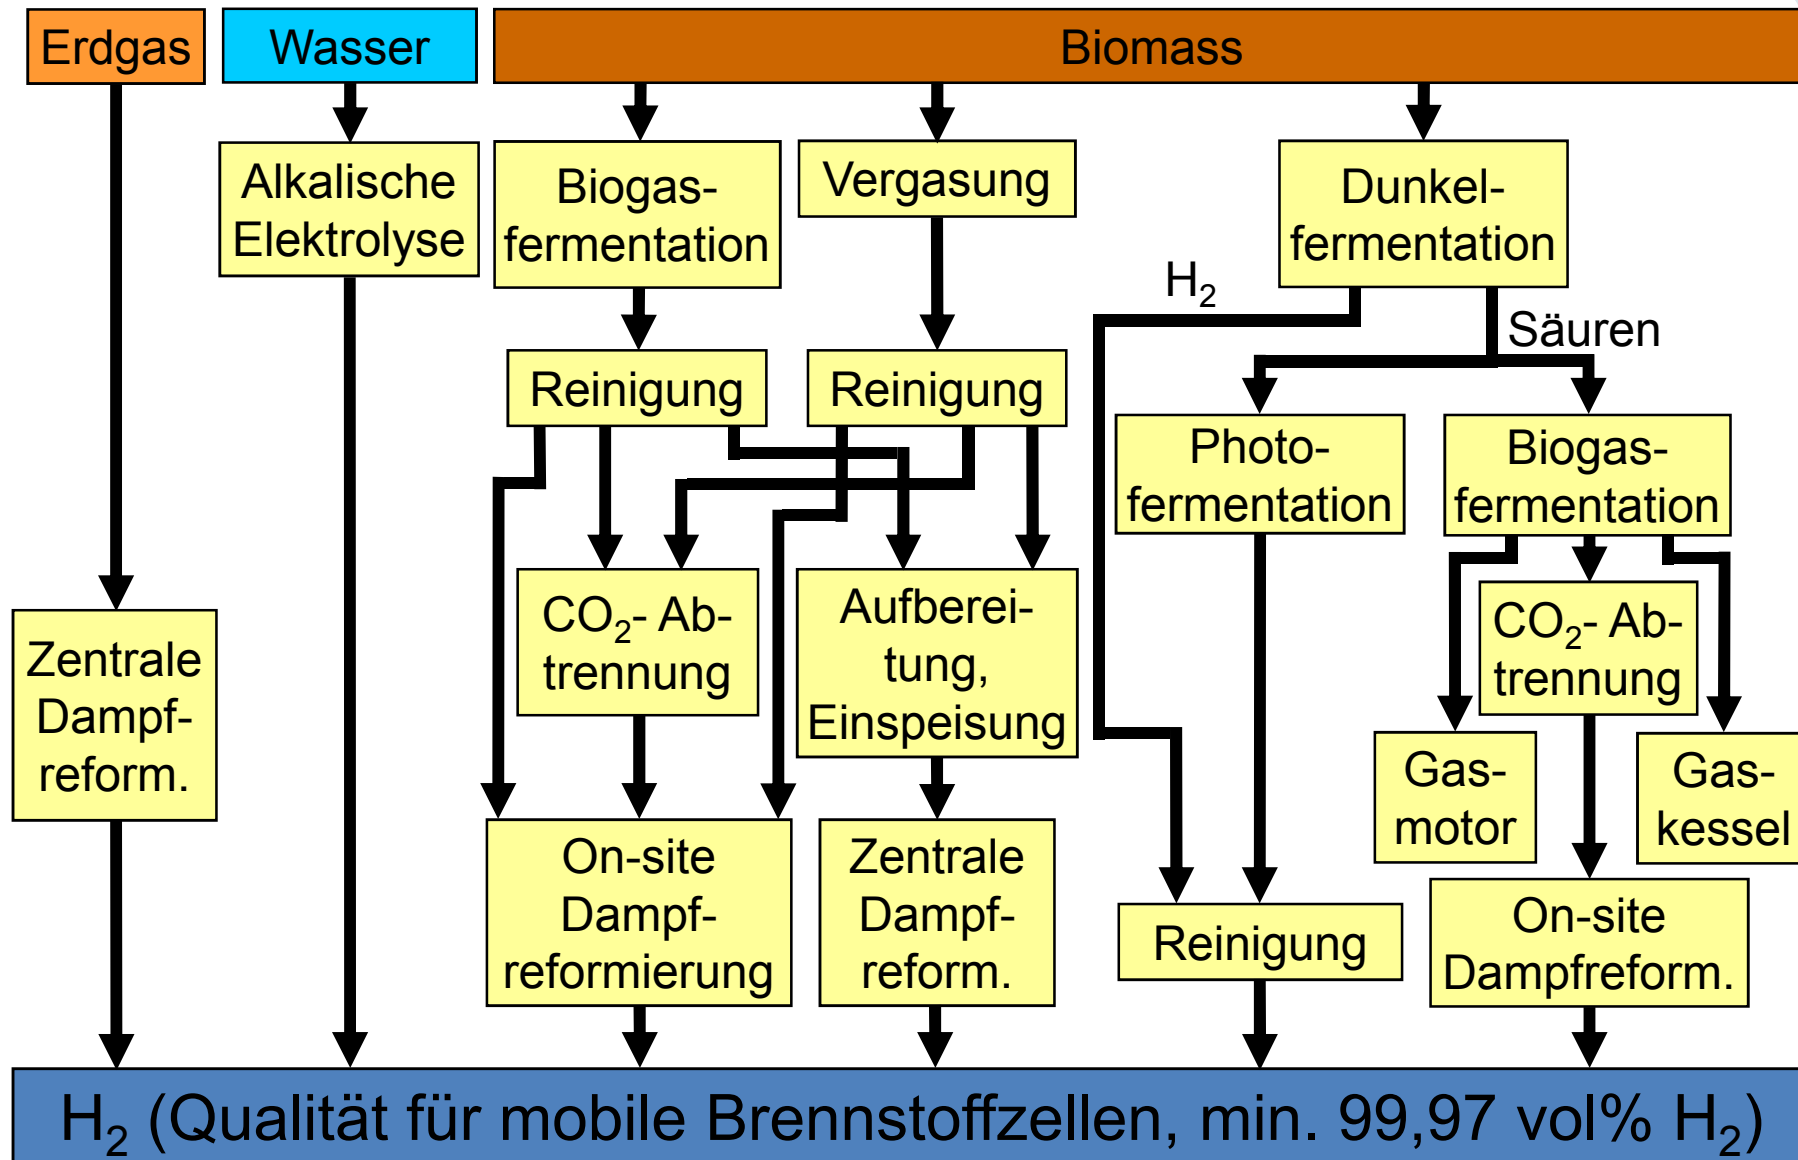 Erdgas
Wasser
Biomass
Alkalische
Elektrolyse
Biogas-
fermentation
Vergasung
Dunkel-
fermentation
H₂
Säuren
Reinigung
Reinigung
Photo-
fermentation
Biogas-
fermentation
CO₂- Ab-
trennung
Aufberei-
tung,
Einspeisung
CO₂- Ab-
trennung
Zentrale
Dampf-
reform.
Gas-
motor
Gas-
kessel
On-site
Dampf-
reformierung
Zentrale
Dampf-
reform.
Reinigung
On-site
Dampfreform.
H₂ (Qualität für mobile Brennstoffzellen, min. 99,97 vol% H₂)